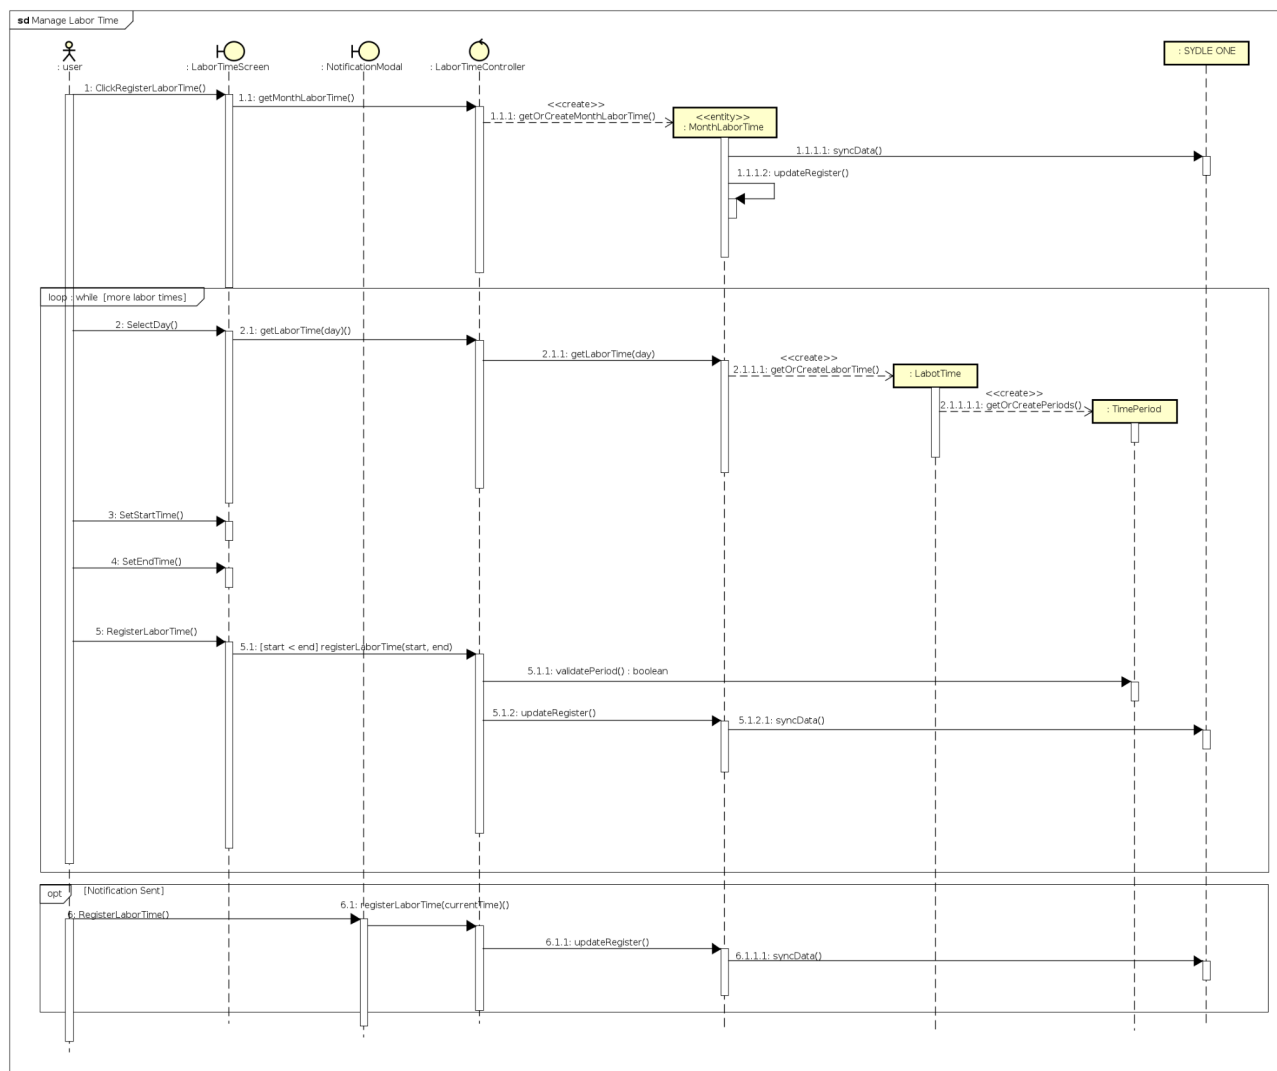 sd Manage Labor Time
: user
: LaborTimeScreen
: NotificationModal
: LaborTimeController
: SYDLE ONE
1: ClickRegisterLaborTime()
1.1: getMonthLaborTime()
<<create>>
1.1.1: getOrCreateMonthLaborTime()
<<entity>>
: MonthLaborTime
1.1.1.1: syncData()
1.1.1.2: updateRegister()
loop : while [more labor times]
2: SelectDay()
2.1: getLaborTime(day)()
2.1.1: getLaborTime(day)
<<create>>
2.1.1.1: getOrCreateLaborTime()
: LabotTime
<<create>>
2.1.1.1.1: getOrCreatePeriods()
: TimePeriod
3: SetStartTime()
4: SetEndTime()
5: RegisterLaborTime()
5.1: [start < end] registerLaborTime(start, end)
5.1.1: validatePeriod() : boolean
5.1.2: updateRegister()
5.1.2.1: syncData()
opt
[Notification Sent]
6: RegisterLaborTime()
6.1: registerLaborTime(currentTime)()
6.1.1: updateRegister()
6.1.1.1: syncData()